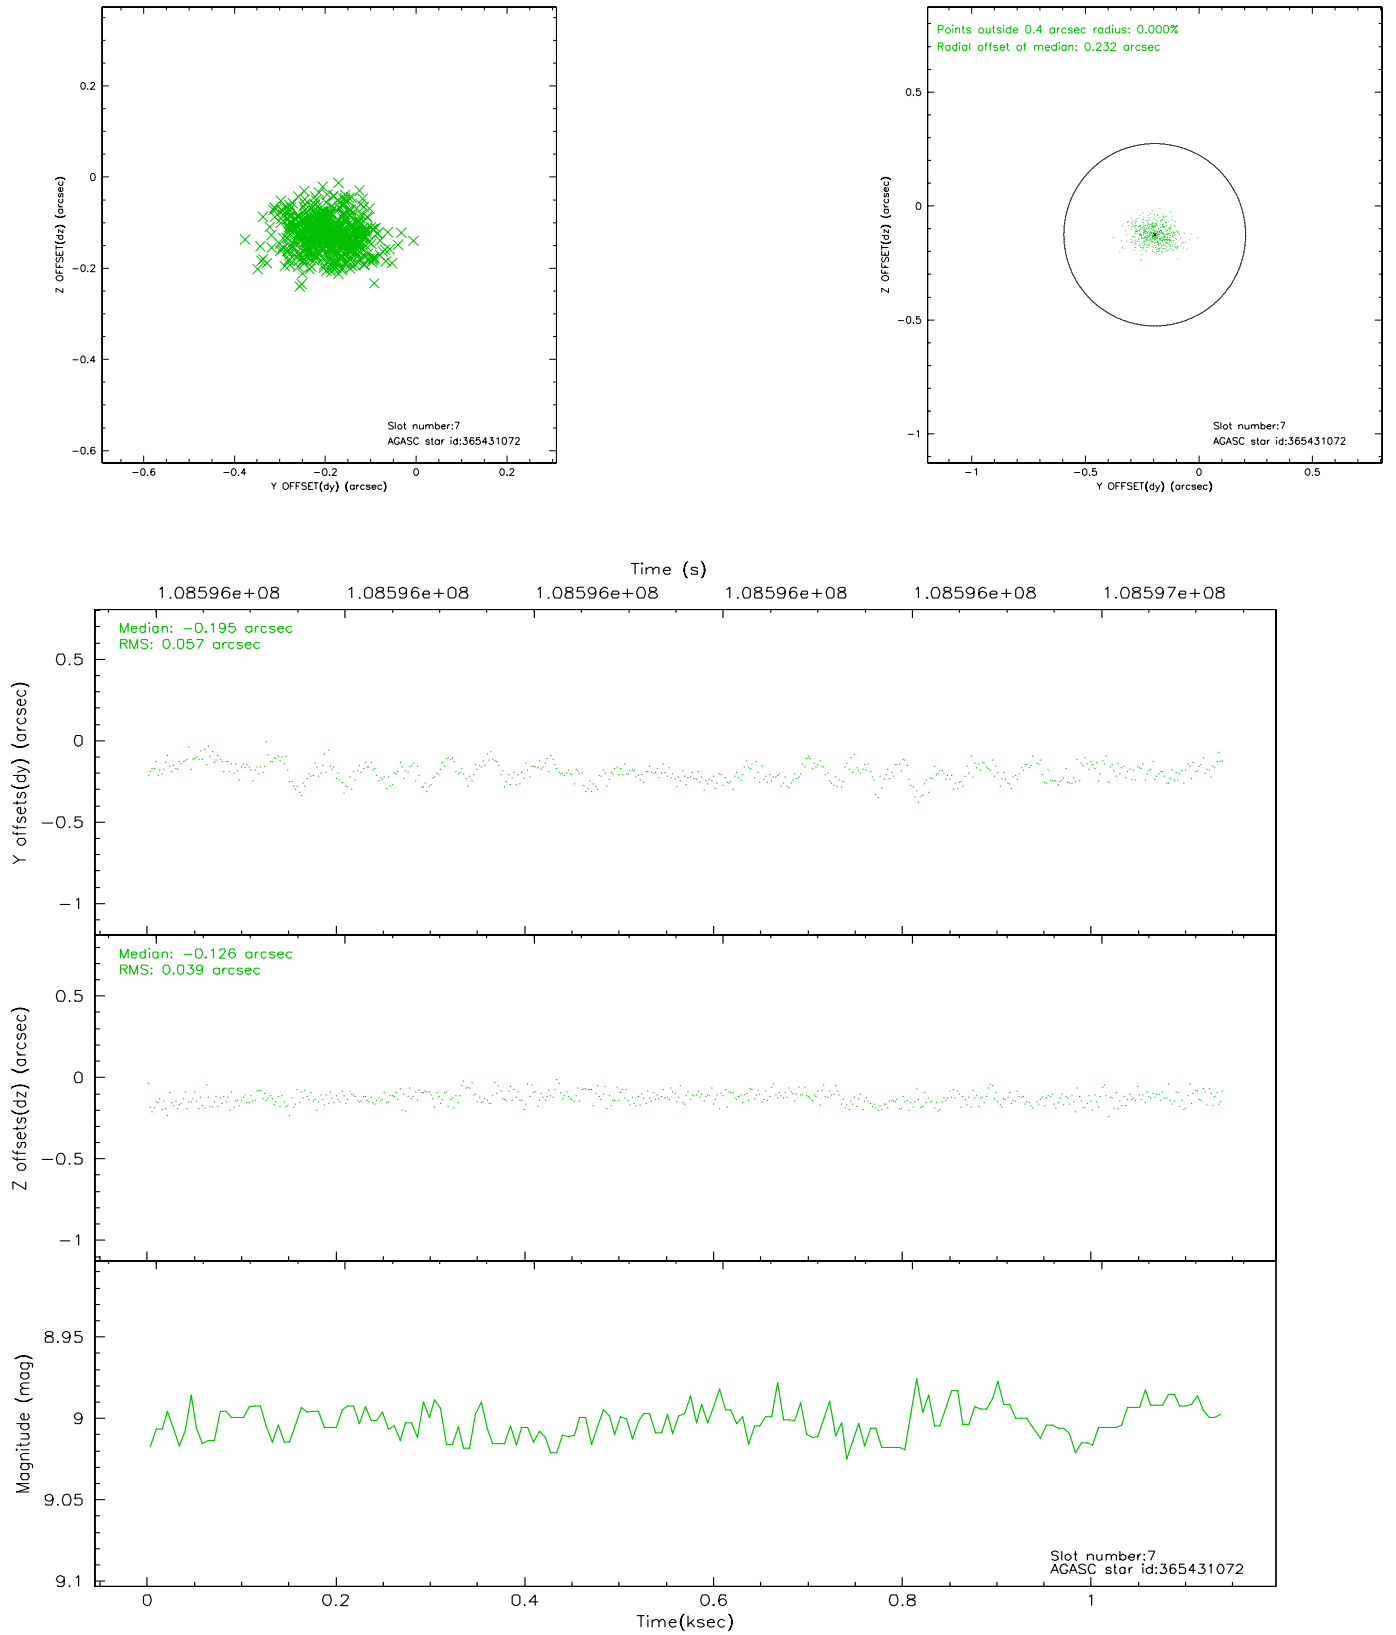 0.2
0
−0.2
−0.4
−0.6
Z OFFSET(dz) (arcsec)
−0.6 −0.4 −0.2 0 0.2
Y OFFSET(dy) (arcsec)
Slot number:7
AGASC star id:365431072
Points outside 0.4 arcsec radius: 0.000%
Radial offset of median: 0.232 arcsec
0.5
0
−0.5
−1
Z OFFSET(dz) (arcsec)
−1 −0.5 0 0.5
Y OFFSET(dy) (arcsec)
Slot number:7
AGASC star id:365431072
Time (s)
1.08596e+08 1.08596e+08 1.08596e+08 1.08596e+08 1.08596e+08 1.08597e+08
Median: −0.195 arcsec
RMS: 0.057 arcsec
0.5
0
−0.5
−1
Y offsets(dy) (arcsec)
Median: −0.126 arcsec
RMS: 0.039 arcsec
0.5
0
−0.5
−1
Z offsets(dz) (arcsec)
8.95
9
9.05
9.1
Magnitude (mag)
Slot number:7
AGASC star id:365431072
0 0.2 0.4 0.6 0.8 1
Time(ksec)